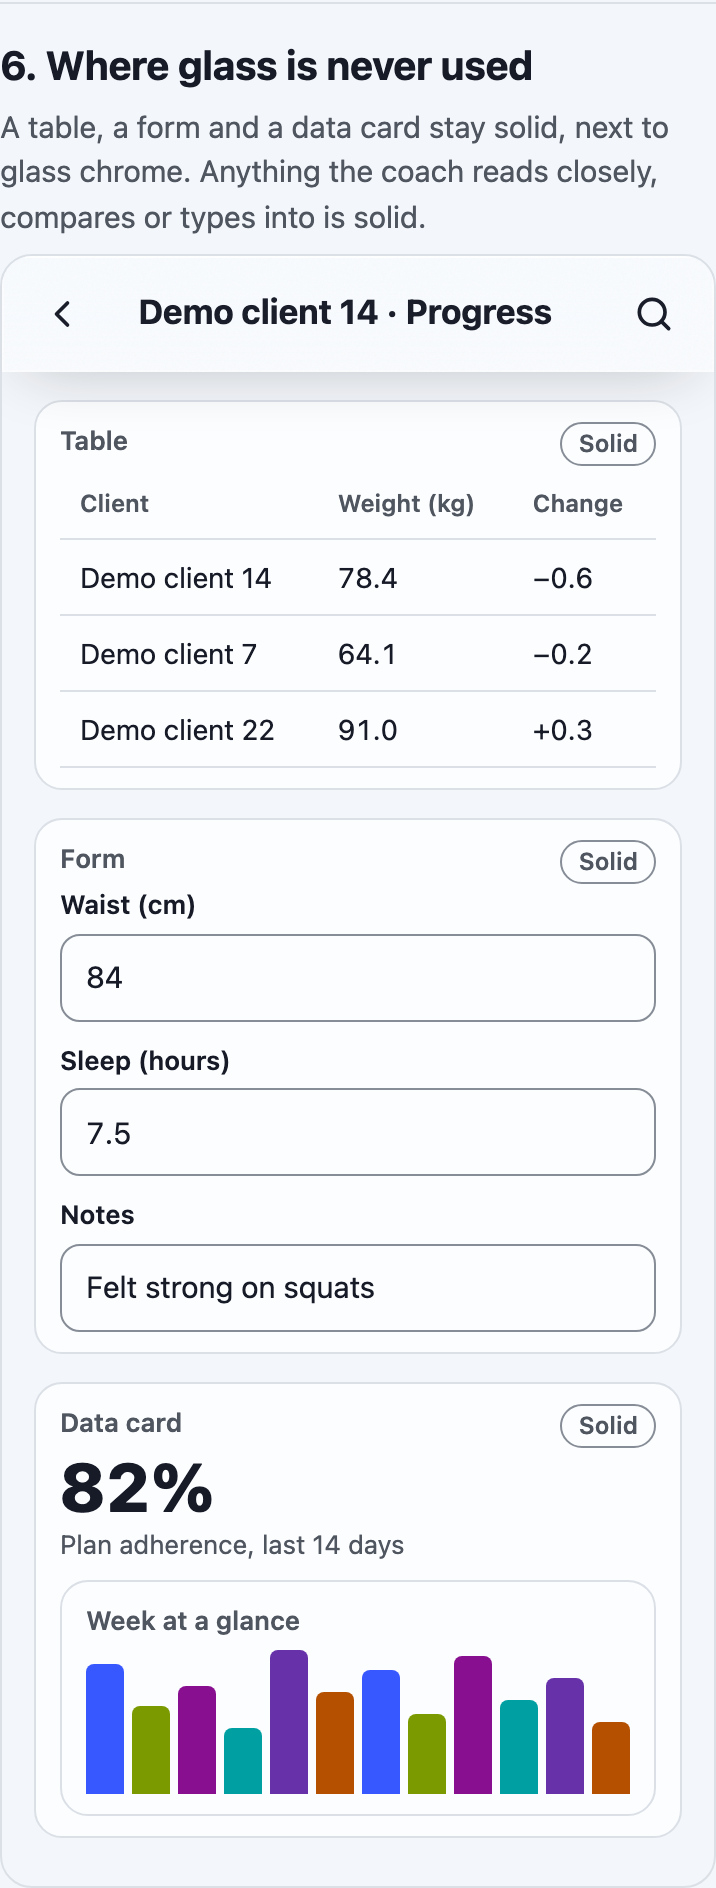 6. Where glass is never used
A table, a form and a data card stay solid, next to
glass chrome. Anything the coach reads closely,
compares or types into is solid.
Demo client 14 · Progress
Table
Solid
Client Weight (kg) Change
Demo client 14 78.4 −0.6
Demo client 7 64.1 −0.2
Demo client 22 91.0 +0.3
Form
Solid
Waist (cm)
84
Sleep (hours)
7.5
Notes
Felt strong on squats
Data card
Solid
82%
Plan adherence, last 14 days
Week at a glance